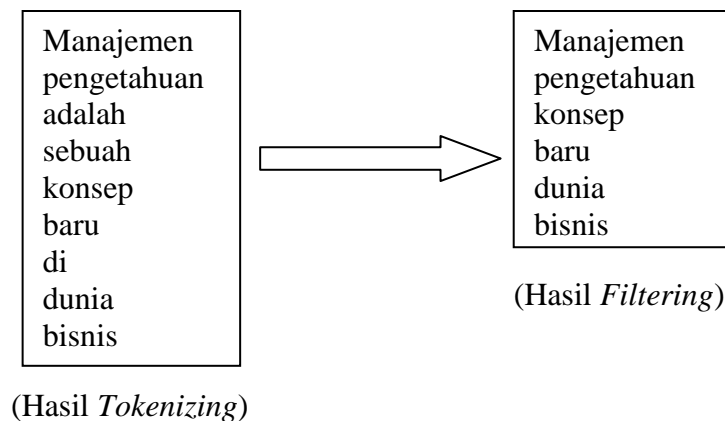 Manajemen
pengetahuan
adalah
sebuah
konsep
baru
di
dunia
bisnis
(Hasil Tokenizing)
Manajemen
pengetahuan
konsep
baru
dunia
bisnis
(Hasil Filtering)